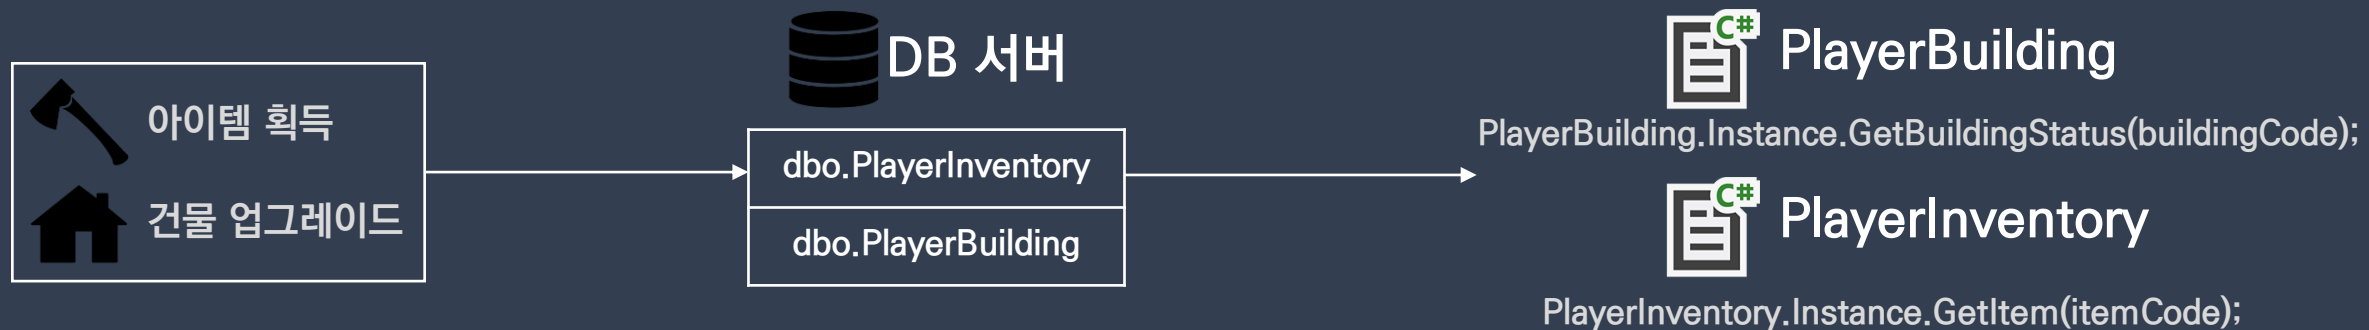 아이템 획득
건물 업그레이드
DB 서버
dbo.PlayerInventory
dbo.PlayerBuilding
C#
PlayerBuilding
PlayerBuilding.Instance.GetBuildingStatus(buildingCode);
C#
PlayerInventory
PlayerInventory.Instance.GetItem(itemCode);